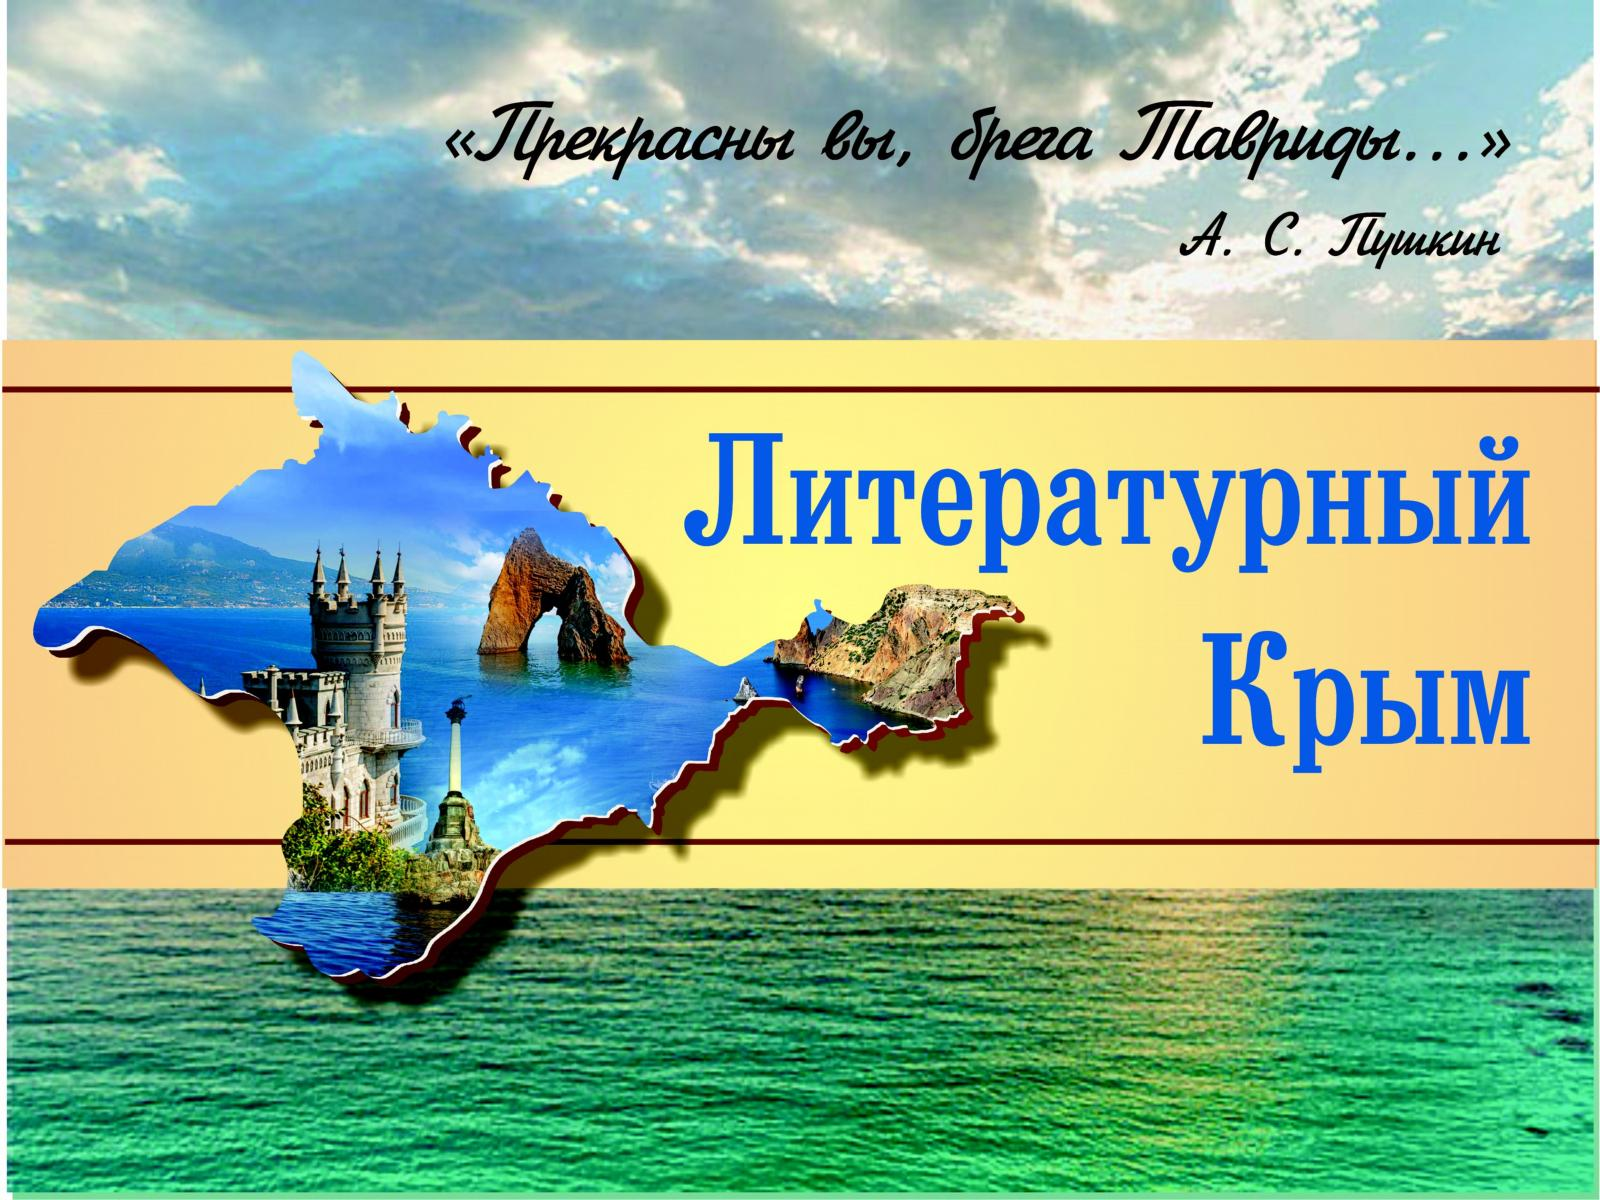 «Прекрасны вы, брега Тавриды...»
А. С. Пушкин
Литературный
Крым